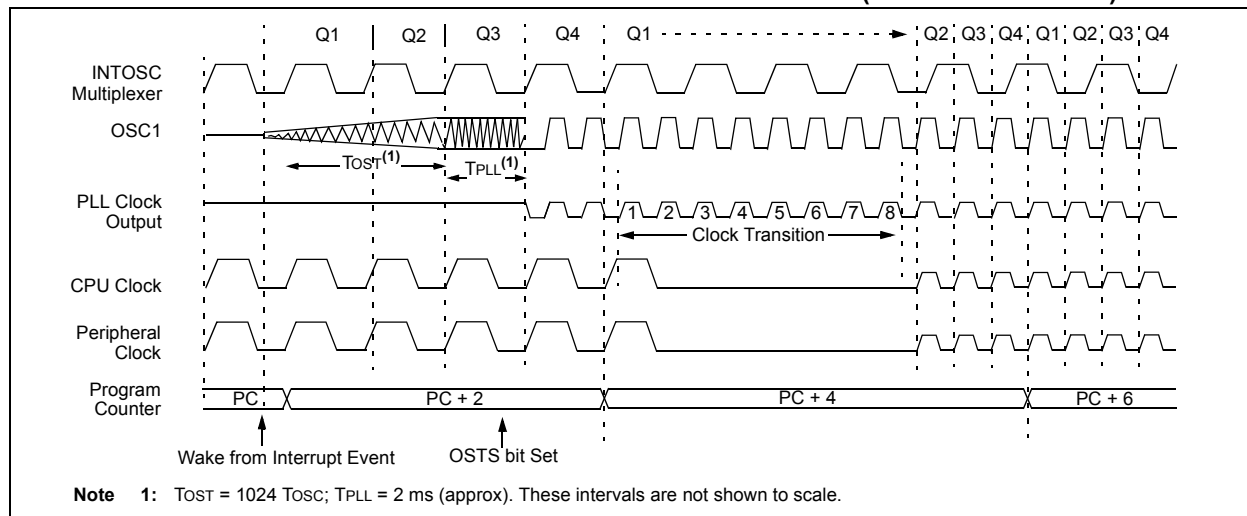 Q1 Q2 Q3 Q4 Q1 Q2 Q3 Q4 Q1 Q2 Q3 Q4
INTOSC
Multiplexer
OSC1
TOST(1)
TPLL(1)
PLL Clock
Output
1 2 3 4 5 6 7 8
Clock Transition
CPU Clock
Peripheral
Clock
Program
Counter
PC PC + 2 PC + 4 PC + 6
Wake from Interrupt Event OSTS bit Set
Note 1: TOST = 1024 TOSC; TPLL = 2 ms (approx). These intervals are not shown to scale.